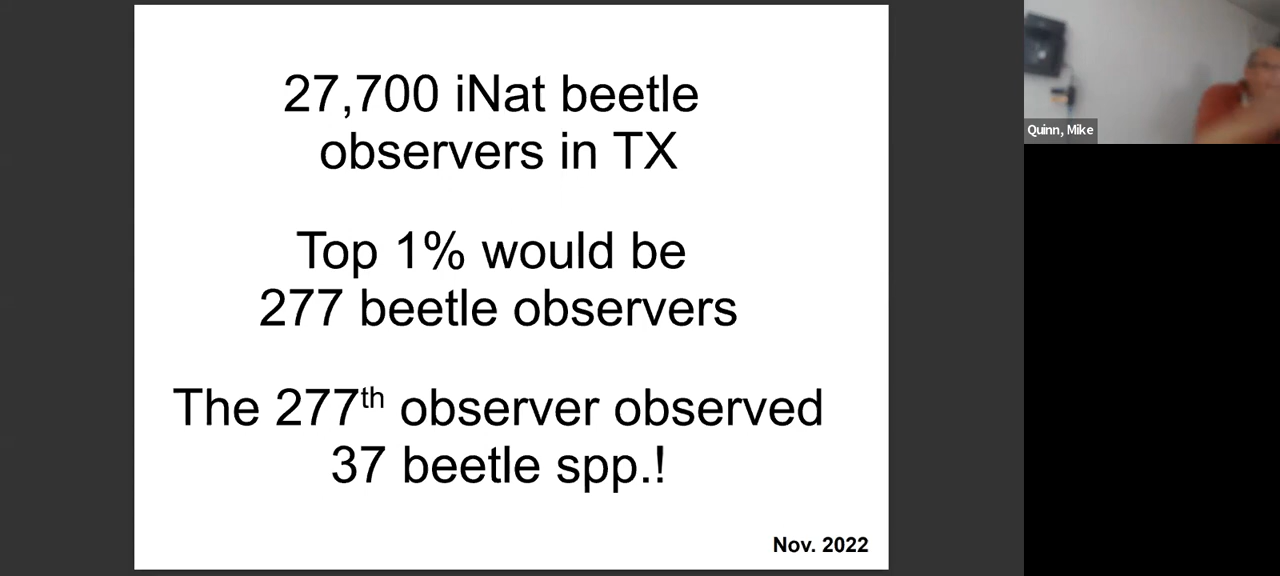 27,700 iNat beetle
observers in TX
Top 1% would be
277 beetle observers
The 277th observer observed
37 beetle spp.!
Nov. 2022
Quinn, Mike